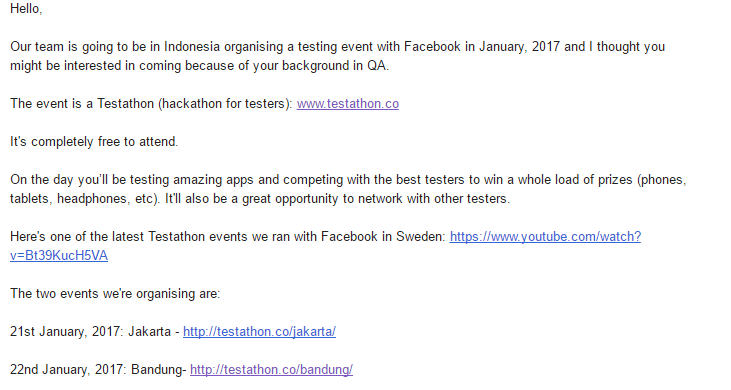 Hello,
Our team is going to be in Indonesia organising a testing event with Facebook in January, 2017 and I thought you
might be interested in coming because of your background in QA.
The event is a Testathon (hackathon for testers): www.testathon.co
It's completely free to attend.
On the day you'll be testing amazing apps and competing with the best testers to win a whole load of prizes (phones,
tablets, headphones, etc). It'll also be a great opportunity to network with other testers.
Here's one of the latest Testathon events we ran with Facebook in Sweden: https://www.youtube.com/watch?
v=Bt39KucH5VA
The two events we're organising are:
21st January, 2017: Jakarta - http://testathon.co/jakarta/
22nd January, 2017: Bandung- http://testathon.co/bandung/